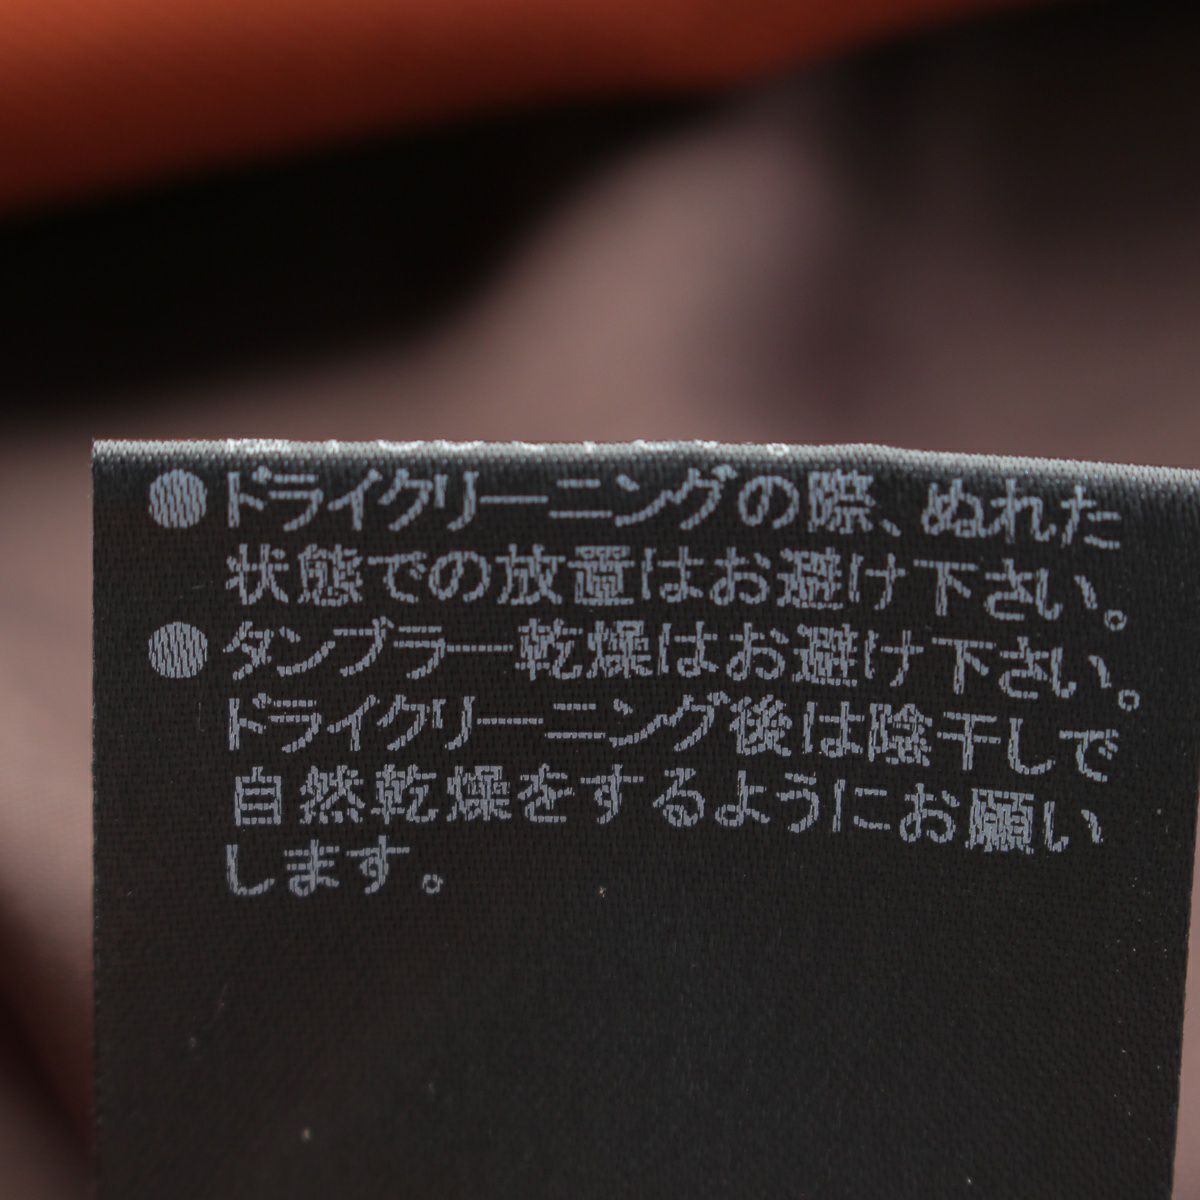 ●ドライクリーニングの際、ぬれた
状態での放置はお避け下さい。
●タンブラー乾燥はお避け下さい。
ドライクリーニング後は陰干しで
自然乾燥をするようにお願い
します。